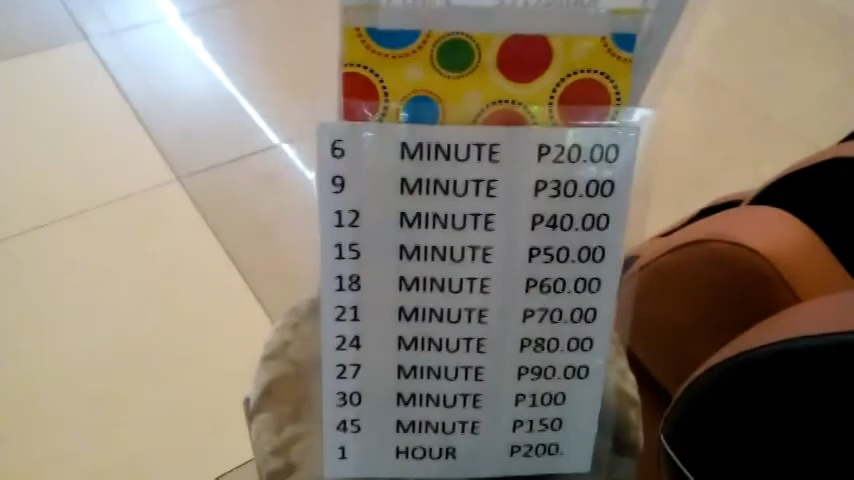 6 MINUTE P20.00
9 MINUTE P30.00
12 MINUTE P40.00
15 MINUTE P50.00
18 MINUTE P60.00
21 MINUTE P70.00
24 MINUTE P80.00
27 MINUTE P90.00
30 MINUTE P100
45 MINUTE P150
1 HOUR P200.